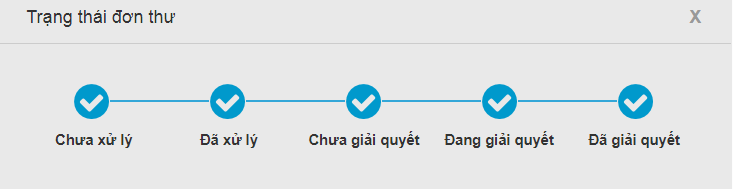 Trạng thái đơn thư X
Chưa xử lý Đã xử lý Chưa giải quyết Đang giải quyết Đã giải quyết